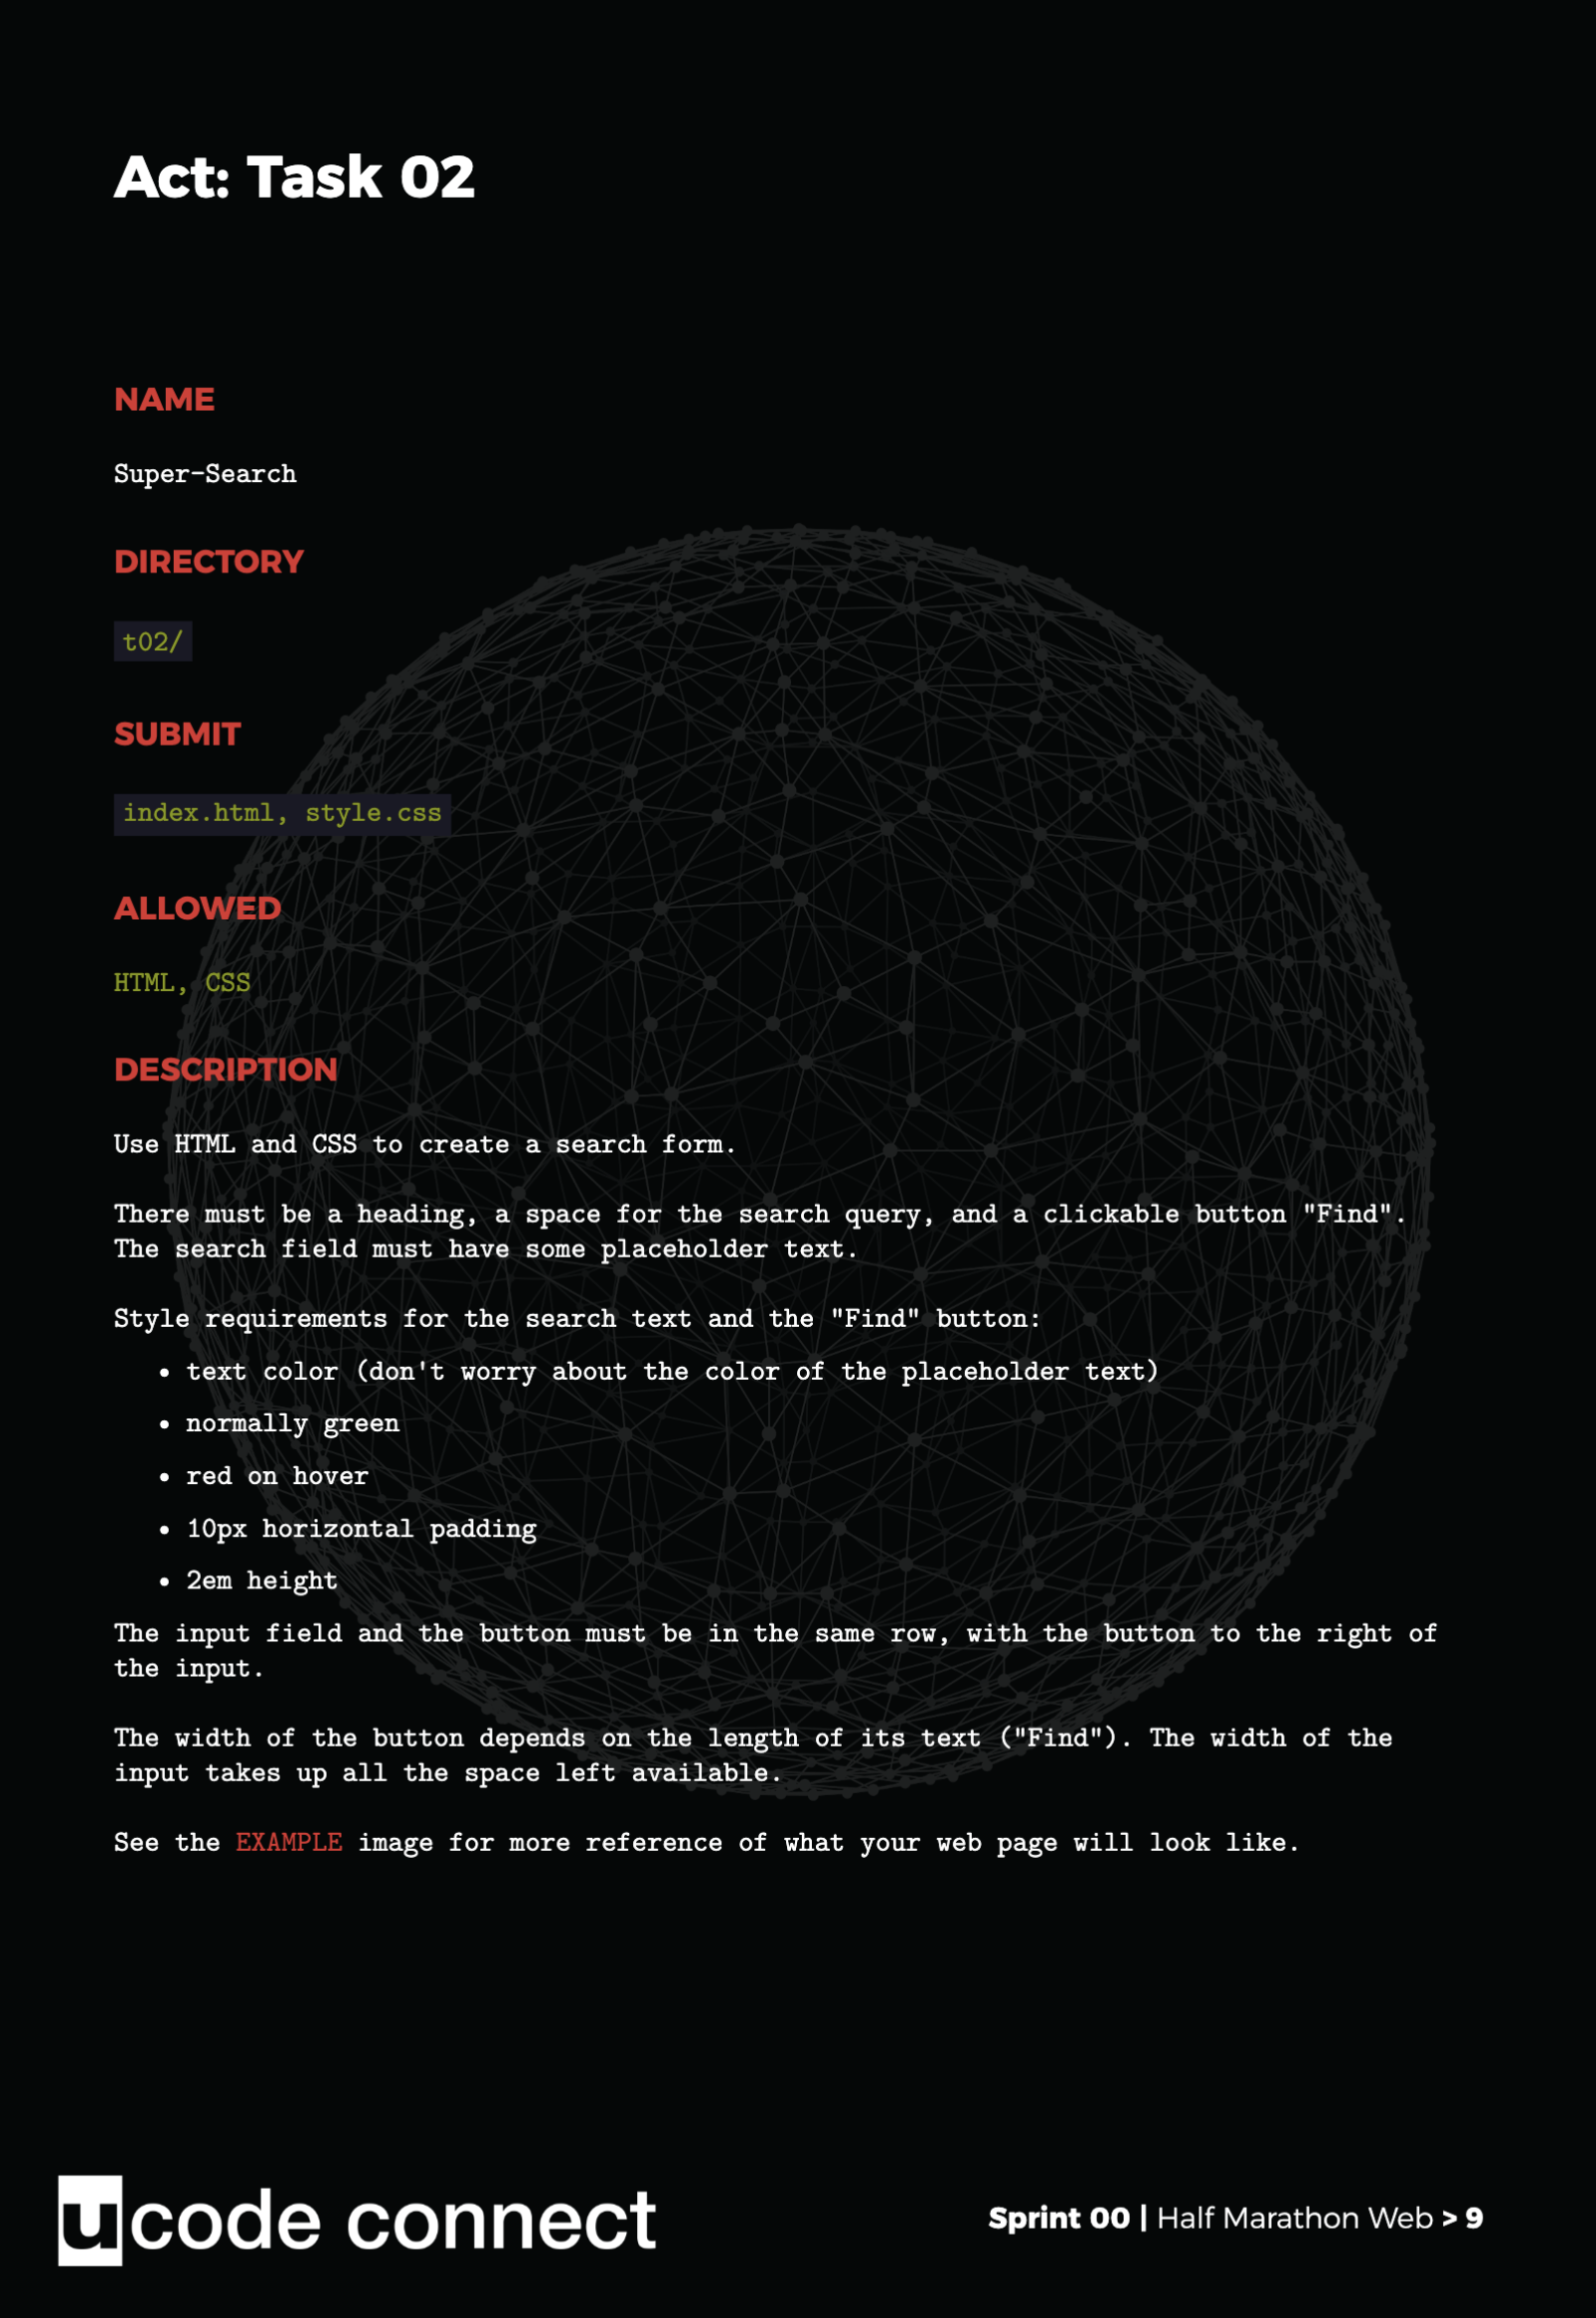 Act: Task 02
NAME
Super-Search
DIRECTORY
t02/
SUBMIT
index.html, style.css
ALLOWED
HTML, CSS
DESCRIPTION
Use HTML and CSS to create a search form.
There must be a heading, a space for the search query, and a clickable button "Find".
The search field must have some placeholder text.
Style requirements for the search text and the "Find" button:
• text color (don't worry about the color of the placeholder text)
• normally green
• red on hover
• 10px horizontal padding
• 2em height
The input field and the button must be in the same row, with the button to the right of
the input.
The width of the button depends on the length of its text ("Find"). The width of the
input takes up all the space left available.
See the EXAMPLE image for more reference of what your web page will look like.
ucode connect
Sprint 00 | Half Marathon Web > 9